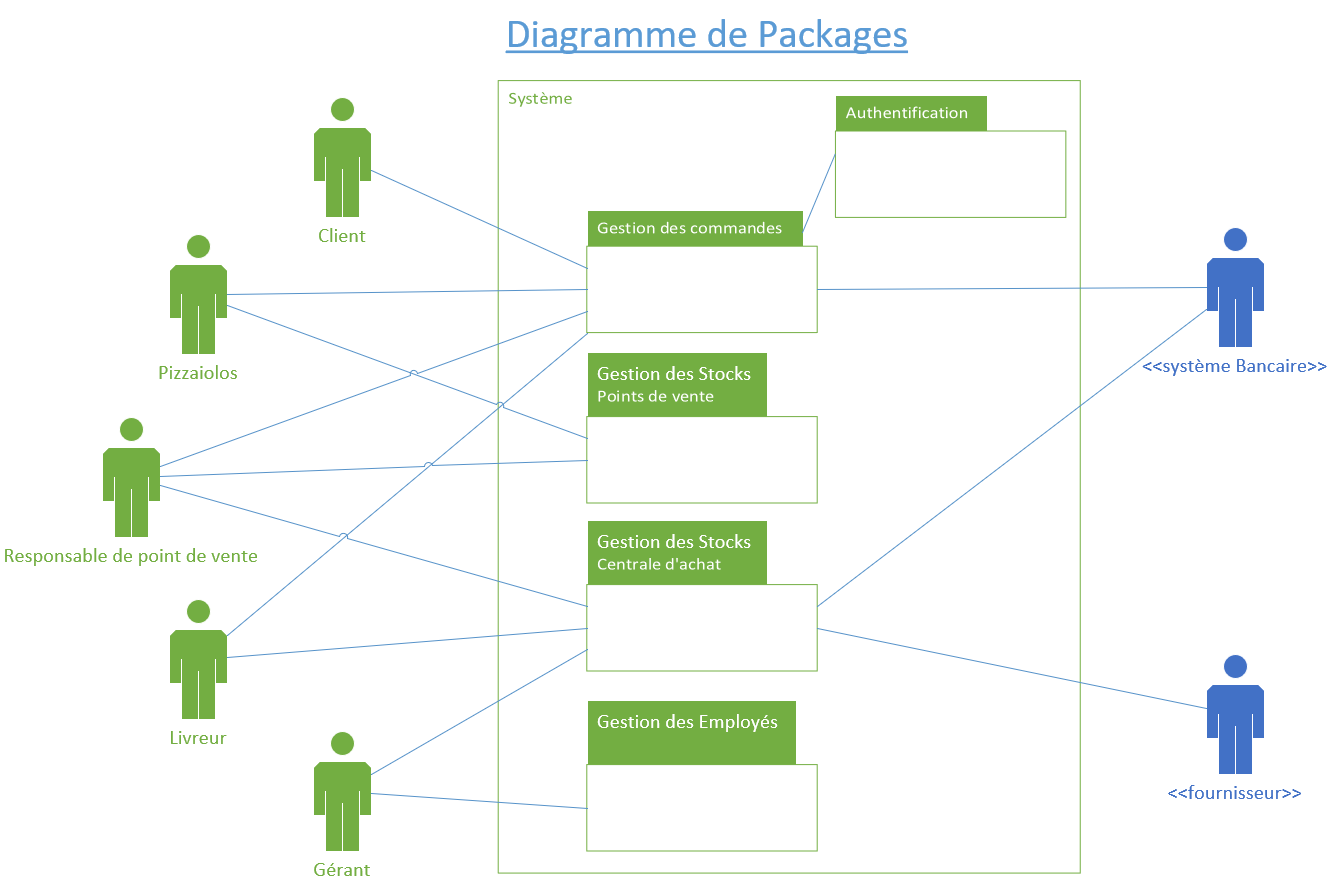 Diagramme de Packages
Système
Authentification
Client
Gestion des commandes
Pizzaiolos
<<système Bancaire>>
Gestion des Stocks
Points de vente
Responsable de point de vente
Gestion des Stocks
Centrale d'achat
Livreur
Gestion des Employés
<<fournisseur>>
Gérant